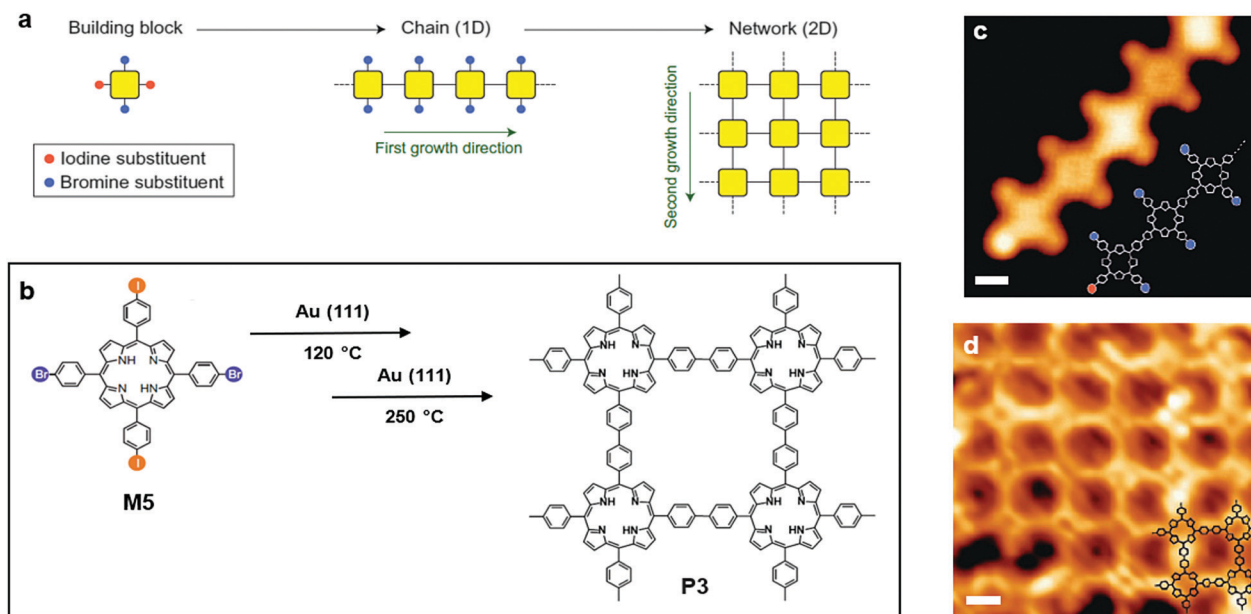 a
Building block
Chain (1D)
Network (2D)
Iodine substituent
Bromine substituent
First growth direction
Second growth direction
b
I
Br
Br
I
NH
N
N
HN
M5
Au (111)
120 °C
Au (111)
250 °C
NH
N
N
HN
NH
N
N
HN
NH
N
N
HN
NH
N
N
HN
P3
c
d